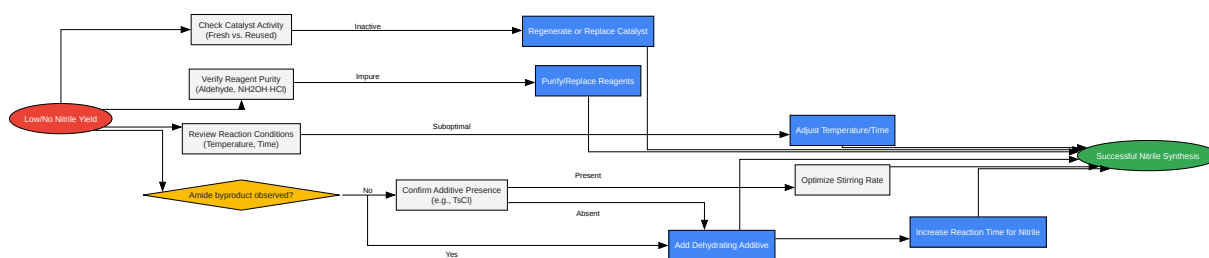 Check Catalyst Activity
(Fresh vs. Reused)
Inactive
Regenerate or Replace Catalyst
Verify Reagent Purity
(Aldehyde, NH2OH·HCl)
Impure
Purify/Replace Reagents
Low/No Nitrile Yield
Review Reaction Conditions
(Temperature, Time)
Suboptimal
Adjust Temperature/Time
Successful Nitrile Synthesis
Amide byproduct observed?
No
Confirm Additive Presence
(e.g., TsCl)
Present
Optimize Stirring Rate
Absent
Yes
Add Dehydrating Additive
Increase Reaction Time for Nitrile